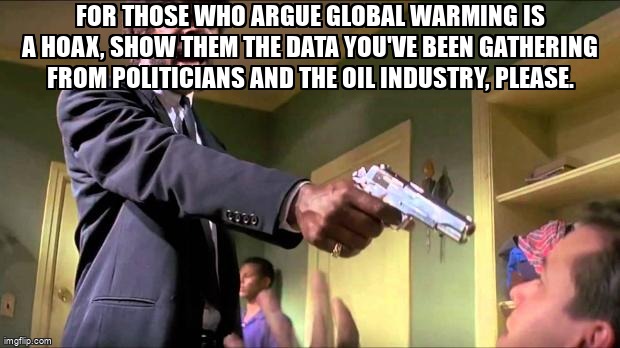 FOR THOSE WHO ARGUE GLOBAL WARMING IS
A HOAX, SHOW THEM THE DATA YOU'VE BEEN GATHERING
FROM POLITICIANS AND THE OIL INDUSTRY, PLEASE.
imgflip.com